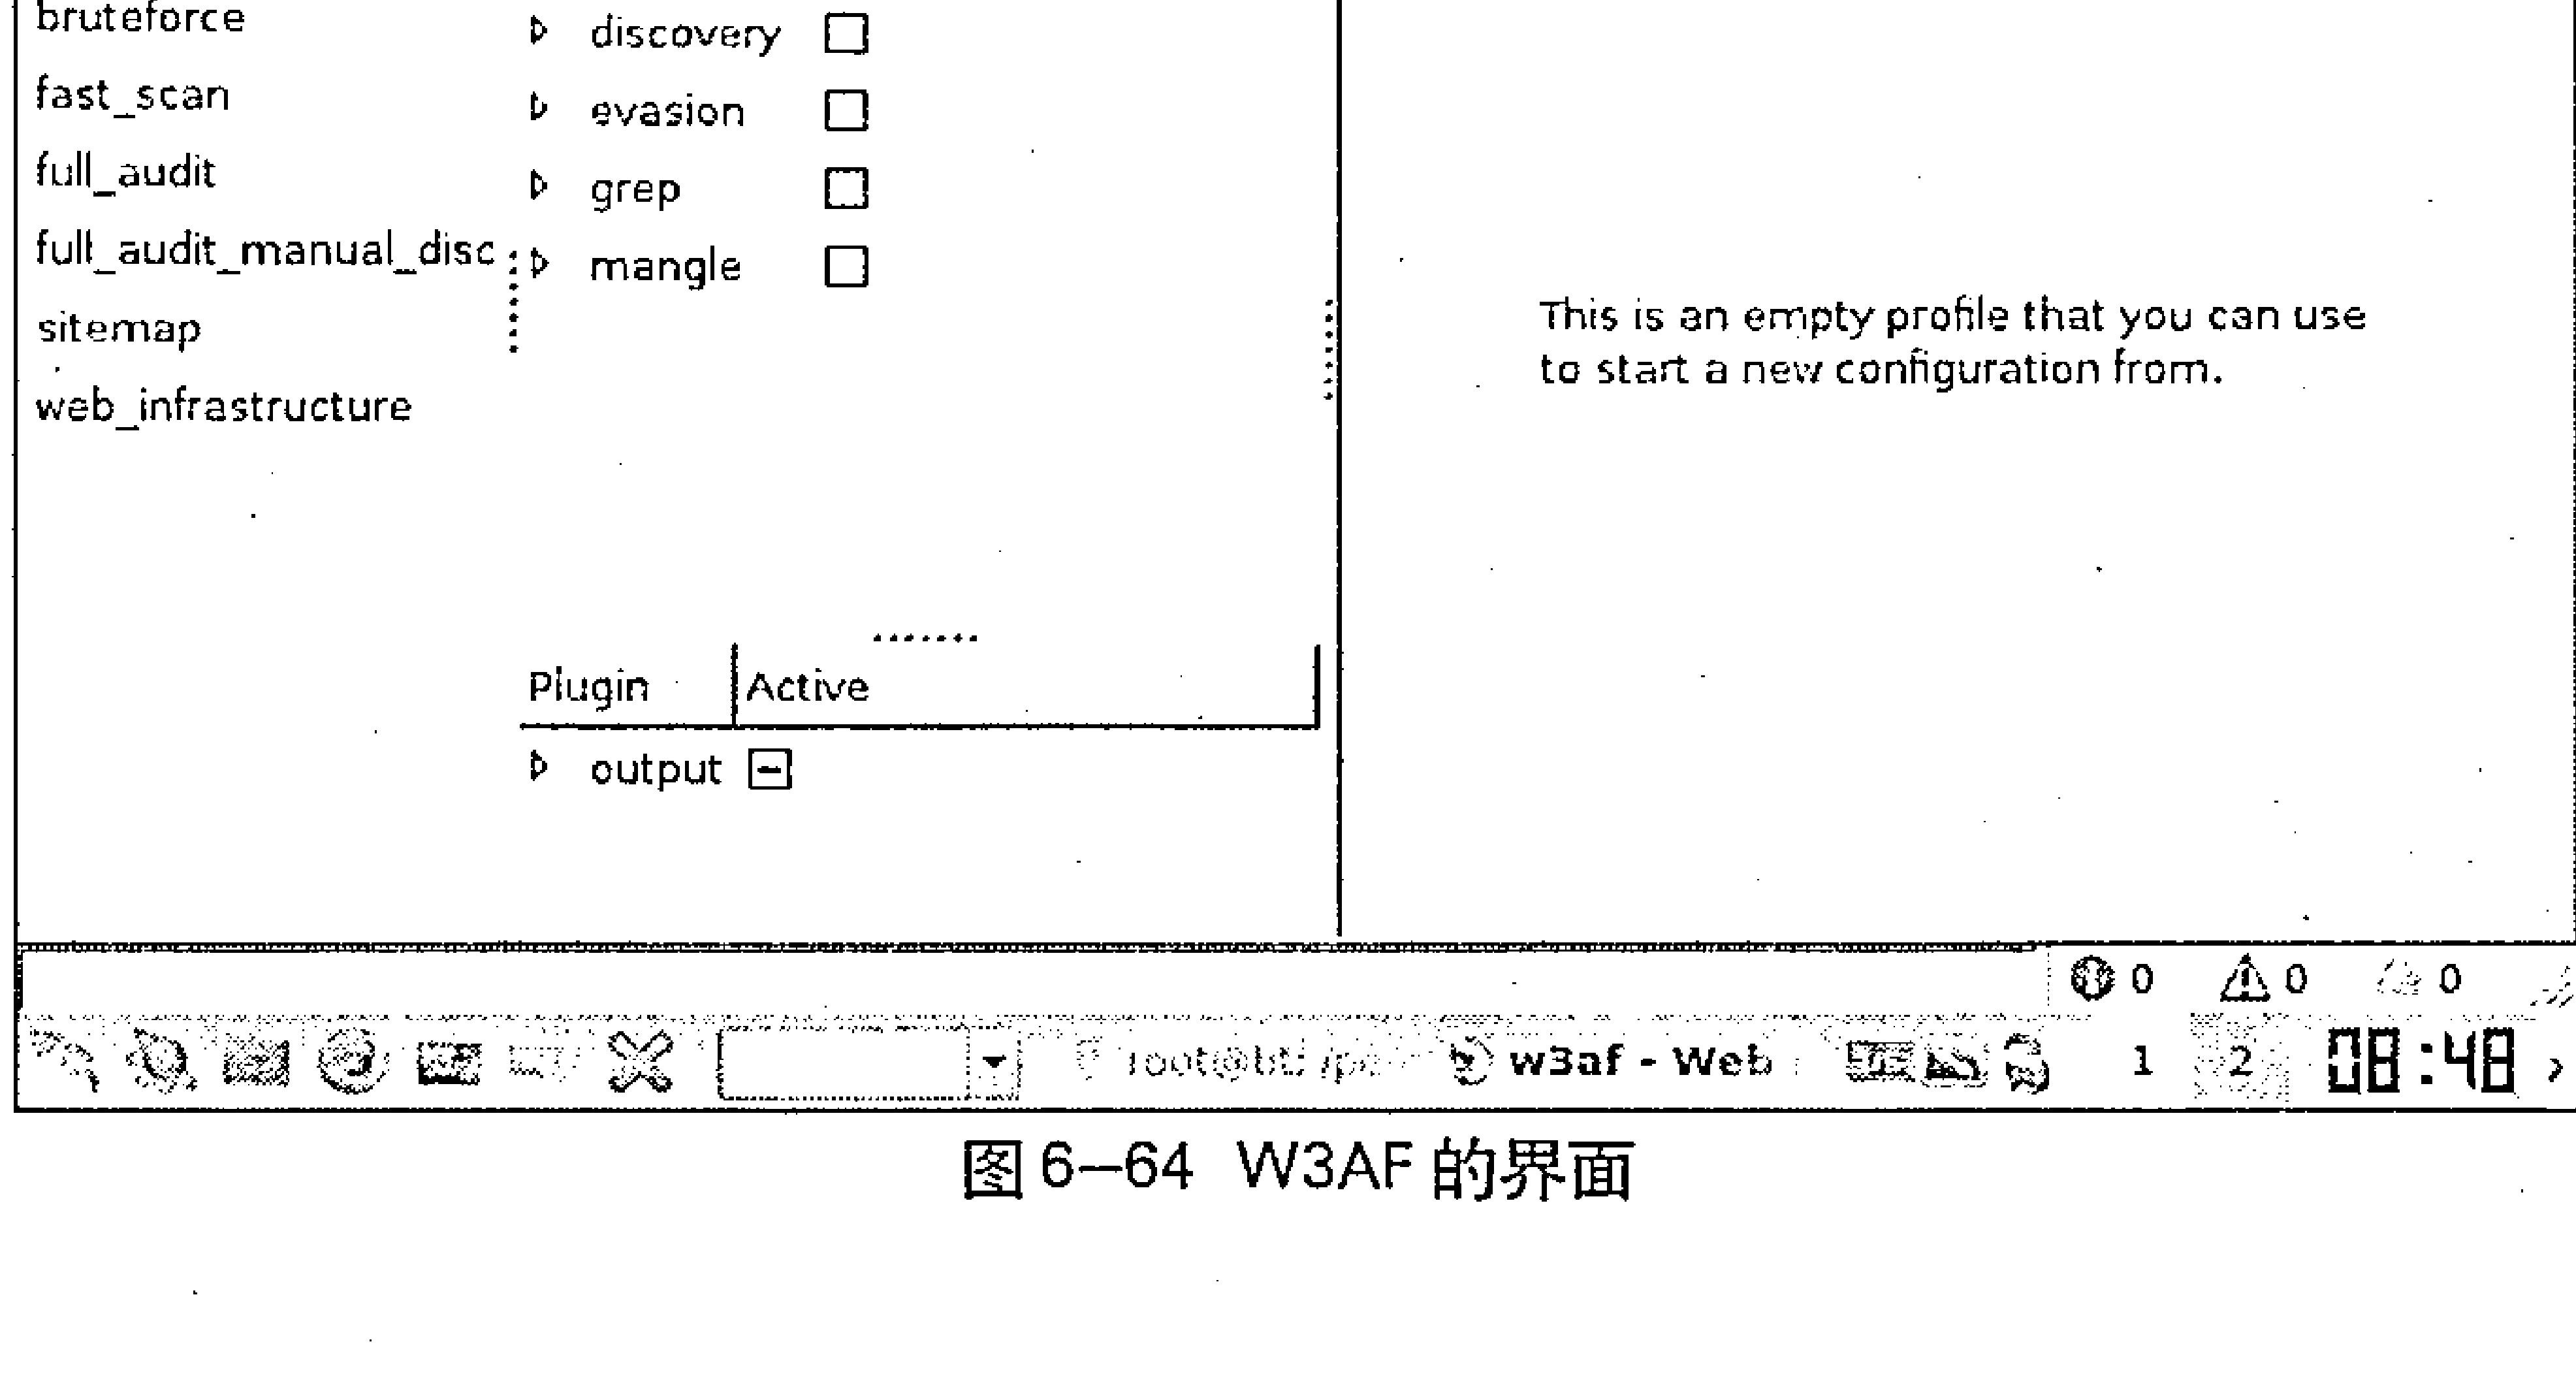 bruteforce
fast_scan
full_audit
full_audit_manual_disc
sitemap
web_infrastructure
discovery
evasion
grep
mangle
Plugin Active
output
This is an empty profile that you can use
to start a new configuration from.
0 0 0
w3af - Web 1 2 08:48
图 6-64 W3AF 的界面